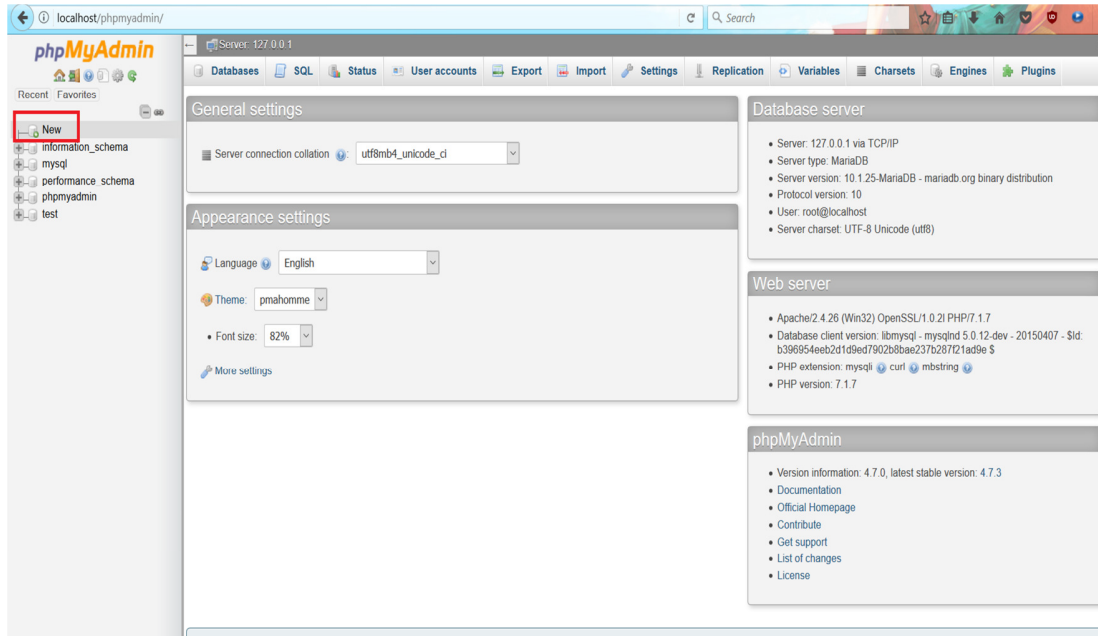 localhost/phpmyadmin/
Search
phpMyAdmin
Recent Favorites
New
information_schema
mysql
performance_schema
phpmyadmin
test
Server: 127.0.0.1
Databases SQL Status User accounts Export Import Settings Replication Variables Charsets Engines Plugins
General settings
Server connection collation : utf8mb4_unicode_ci
Appearance settings
Language English
Theme: pmahomme
• Font size: 82%
More settings
Database server
• Server: 127.0.0.1 via TCP/IP
• Server type: MariaDB
• Server version: 10.1.25-MariaDB - mariadb.org binary distribution
• Protocol version: 10
• User: root@localhost
• Server charset: UTF-8 Unicode (utf8)
Web server
• Apache/2.4.26 (Win32) OpenSSL/1.0.2l PHP/7.1.7
• Database client version: libmysql - mysqlnd 5.0.12-dev - 20150407 - $Id:
b396954eeb2d1d9ed7902b8bae237b287f21ad9e $
• PHP extension: mysqli curl mbstring
• PHP version: 7.1.7
phpMyAdmin
• Version information: 4.7.0, latest stable version: 4.7.3
• Documentation
• Official Homepage
• Contribute
• Get support
• List of changes
• License